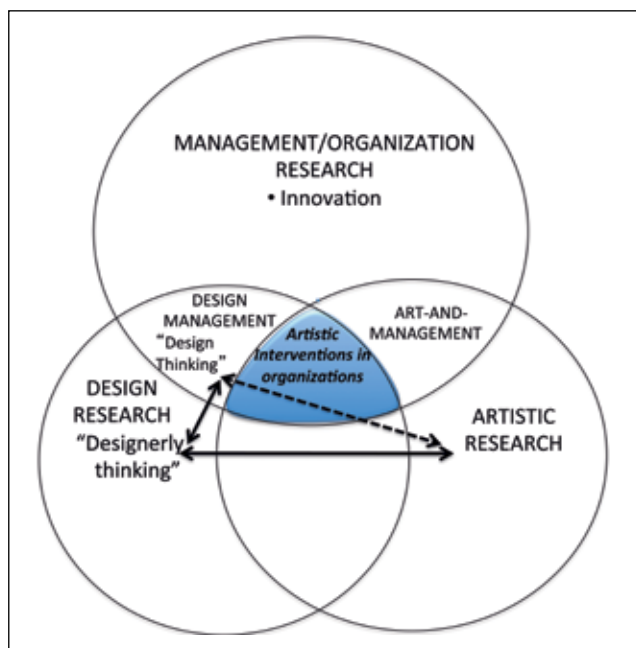 MANAGEMENT/ORGANIZATION
RESEARCH
• Innovation
DESIGN
MANAGEMENT
“Design
Thinking”
Artistic
Interventions in
organizations
ART-AND-
MANAGEMENT
DESIGN
RESEARCH
“Designerly
thinking”
ARTISTIC
RESEARCH